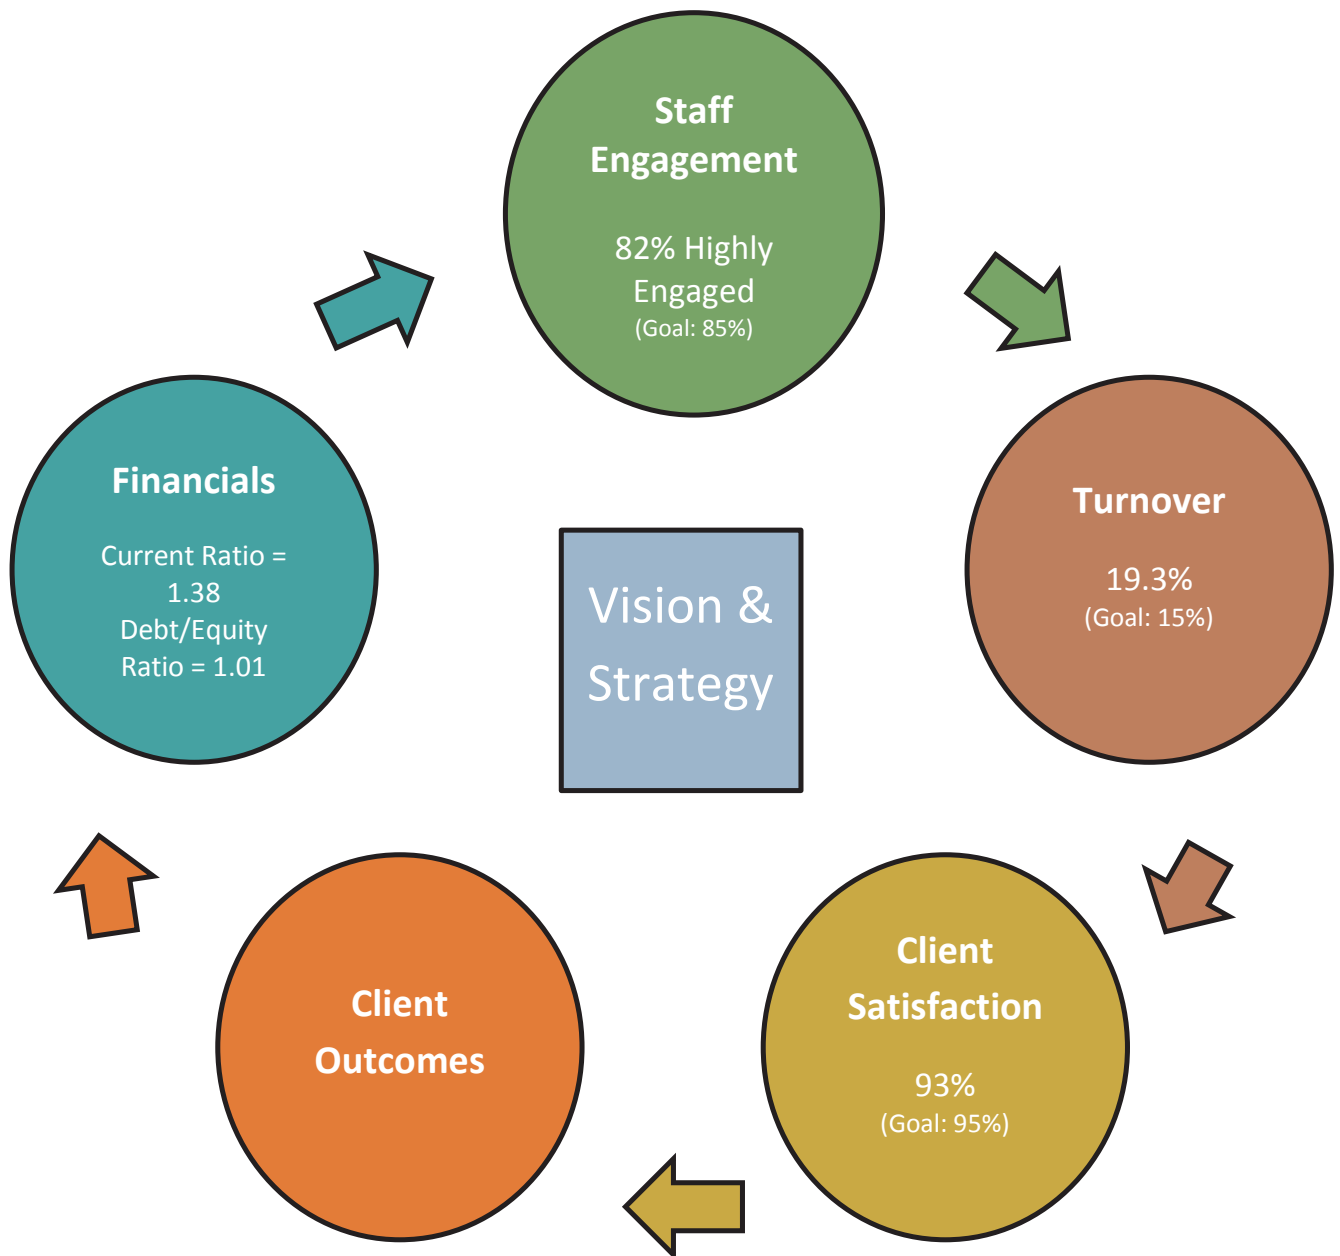 Staff
Engagement
82% Highly
Engaged
(Goal: 85%)
Financials
Current Ratio =
1.38
Debt/Equity
Ratio = 1.01
Turnover
19.3%
(Goal: 15%)
Vision &
Strategy
Client
Outcomes
Client
Satisfaction
93%
(Goal: 95%)